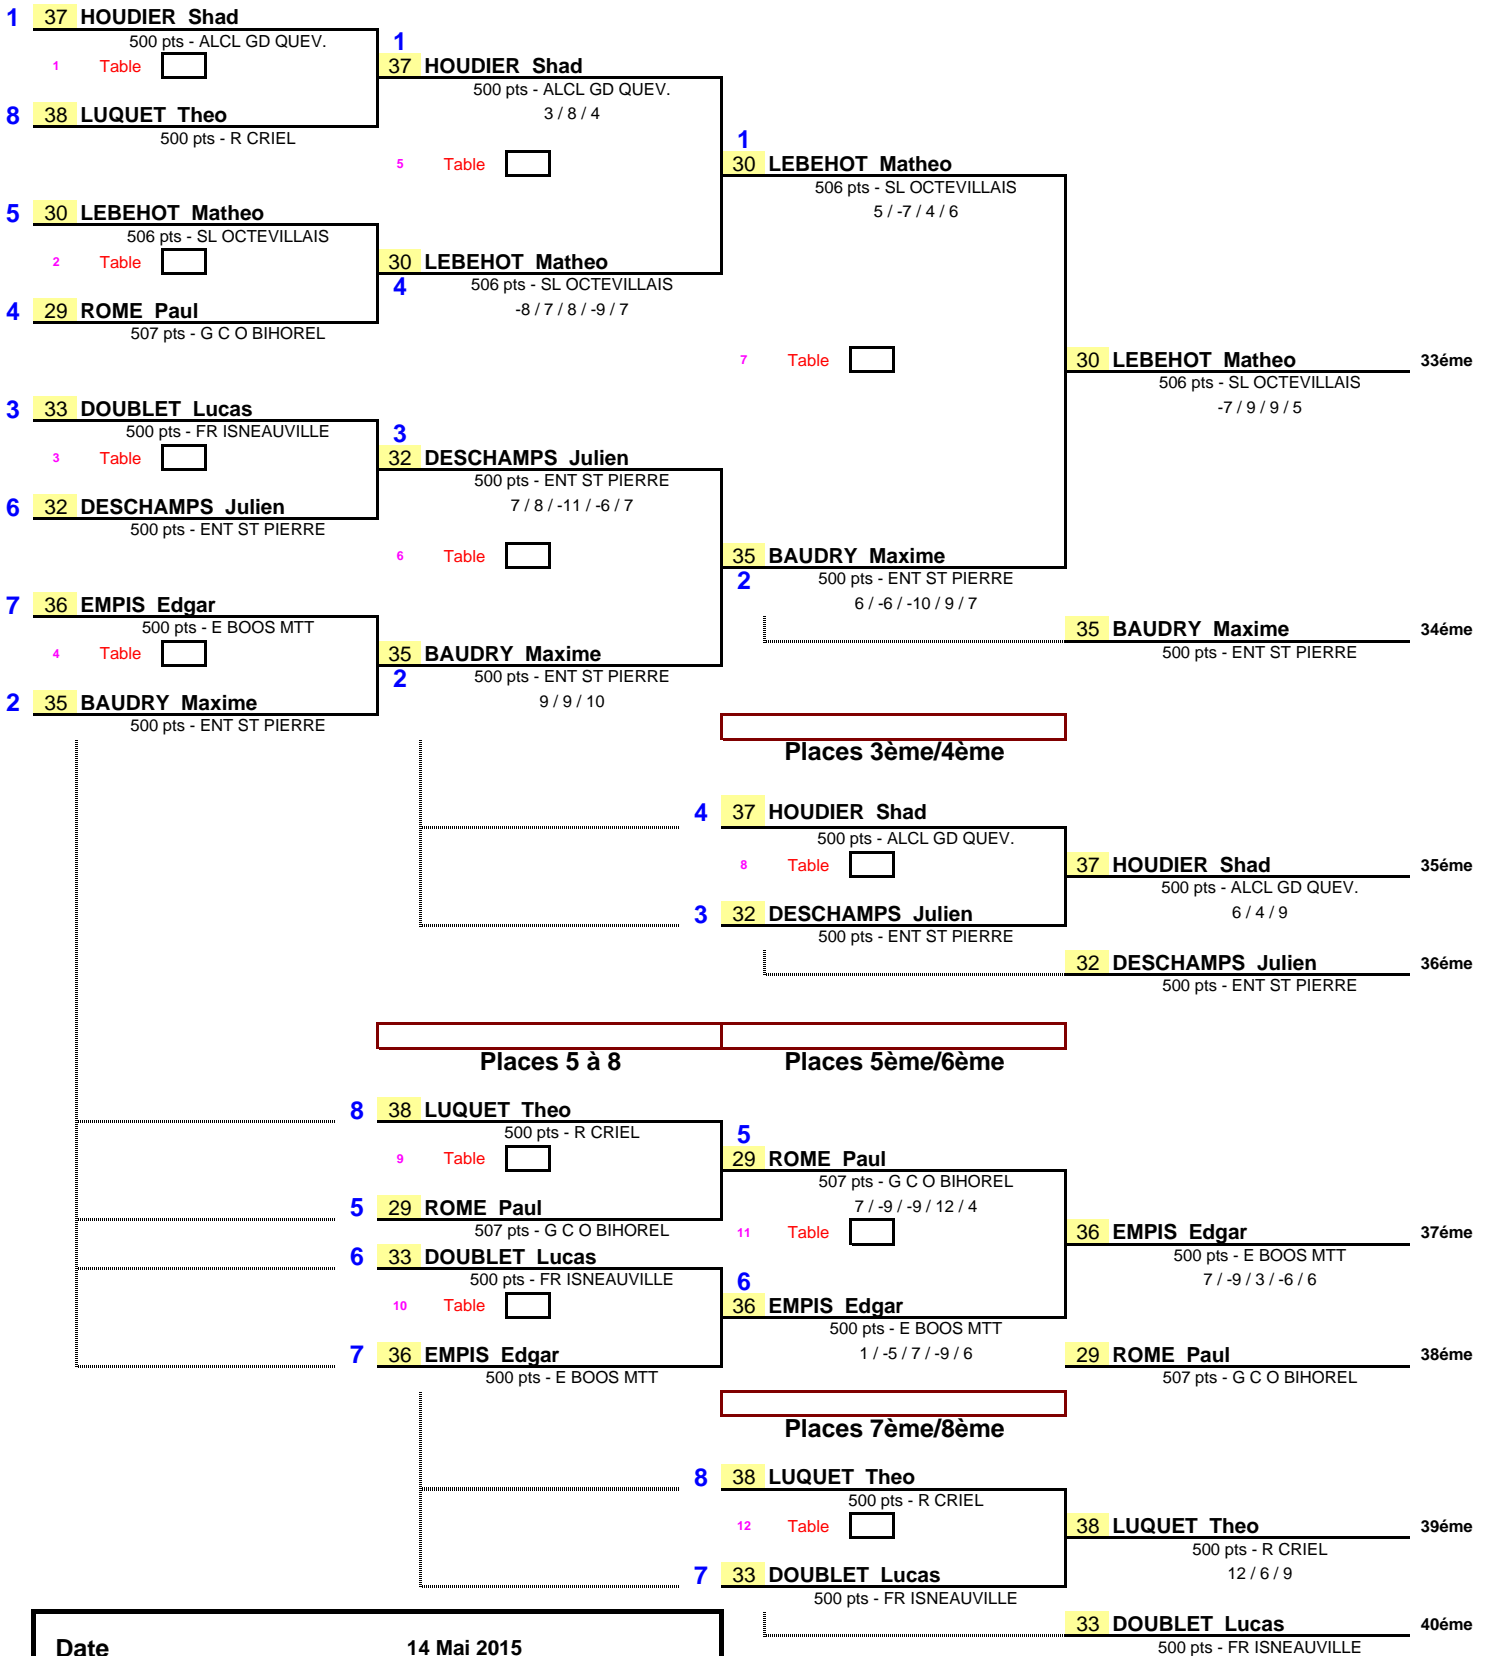 1 37 HOUDIER Shad
500 pts - ALCL GD QUEV.
1 Table
8 38 LUQUET Theo
500 pts - R CRIEL
5 30 LEBEHOT Matheo
506 pts - SL OCTEVILLAIS
2 Table
4 29 ROME Paul
507 pts - G C O BIHOREL
3 33 DOUBLET Lucas
500 pts - FR ISNEAUVILLE
3 Table
6 32 DESCHAMPS Julien
500 pts - ENT ST PIERRE
7 36 EMPIS Edgar
500 pts - E BOOS MTT
4 Table
2 35 BAUDRY Maxime
500 pts - ENT ST PIERRE
1
37 HOUDIER Shad
500 pts - ALCL GD QUEV.
3 / 8 / 4
5 Table
30 LEBEHOT Matheo
4 506 pts - SL OCTEVILLAIS
-8 / 7 / 8 / -9 / 7
3
32 DESCHAMPS Julien
500 pts - ENT ST PIERRE
7 / 8 / -11 / -6 / 7
6 Table
35 BAUDRY Maxime
2 500 pts - ENT ST PIERRE
9 / 9 / 10
1
30 LEBEHOT Matheo
506 pts - SL OCTEVILLAIS
5 / -7 / 4 / 6
7 Table
35 BAUDRY Maxime
2 500 pts - ENT ST PIERRE
6 / -6 / -10 / 9 / 7
30 LEBEHOT Matheo 33éme
506 pts - SL OCTEVILLAIS
-7 / 9 / 9 / 5
35 BAUDRY Maxime 34éme
500 pts - ENT ST PIERRE
Places 3ème/4ème
4 37 HOUDIER Shad
500 pts - ALCL GD QUEV.
8 Table
3 32 DESCHAMPS Julien
500 pts - ENT ST PIERRE
37 HOUDIER Shad 35éme
500 pts - ALCL GD QUEV.
6 / 4 / 9
32 DESCHAMPS Julien 36éme
500 pts - ENT ST PIERRE
Places 5 à 8 Places 5ème/6ème
8 38 LUQUET Theo
500 pts - R CRIEL
9 Table
5 29 ROME Paul
507 pts - G C O BIHOREL
6 33 DOUBLET Lucas
500 pts - FR ISNEAUVILLE
10 Table
7 36 EMPIS Edgar
500 pts - E BOOS MTT
5
29 ROME Paul
507 pts - G C O BIHOREL
7 / -9 / -9 / 12 / 4
11 Table
6
36 EMPIS Edgar
500 pts - E BOOS MTT
1 / -5 / 7 / -9 / 6
36 EMPIS Edgar 37éme
500 pts - E BOOS MTT
7 / -9 / 3 / -6 / 6
29 ROME Paul 38éme
507 pts - G C O BIHOREL
Places 7ème/8ème
8 38 LUQUET Theo
500 pts - R CRIEL
12 Table
7 33 DOUBLET Lucas
500 pts - FR ISNEAUVILLE
38 LUQUET Theo 39éme
500 pts - R CRIEL
12 / 6 / 9
33 DOUBLET Lucas 40éme
500 pts - FR ISNEAUVILLE
Date 14 Mai 2015